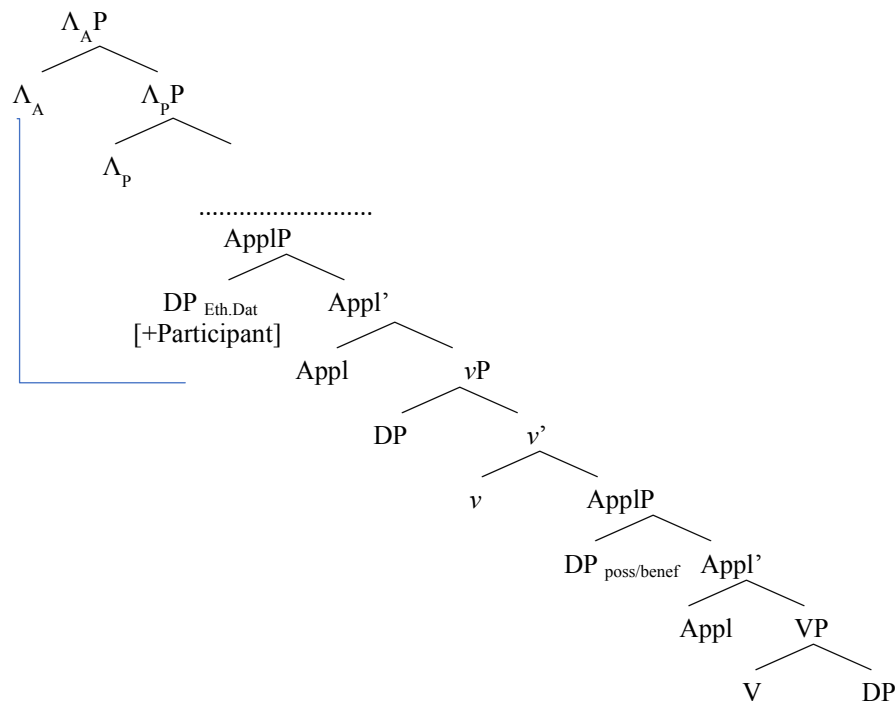 Λ_A P
Λ_A Λ_P P
Λ_P
........................
ApplP
DP Eth.Dat Appl’
[+Participant]
Appl vP
DP v’
v ApplP
DP poss/benef Appl’
Appl VP
V DP